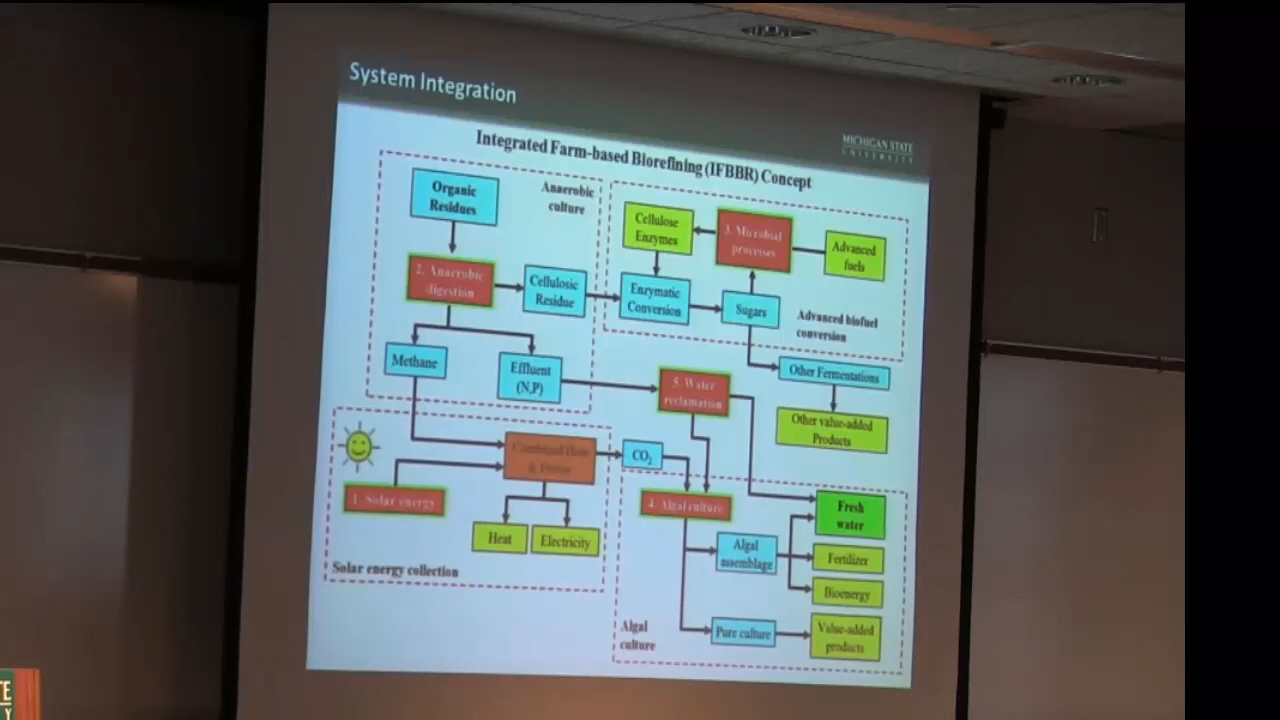 System Integration
MICHIGAN STATE
UNIVERSITY
Integrated Farm-based Biorefining (IFBBR) Concept
Organic
Residues
Anaerobic
culture
2. Anaerobic
digestion
Cellulosic
Residue
Methane
Effluent
(N,P)
Cellulose
Enzymes
3. Microbial
processes
Advanced
fuels
Enzymatic
Conversion
Sugars
Advanced biofuel
conversion
Other Fermentations
Other value-added
Products
5. Water
reclamation
Combined Heat
& Power
CO2
1. Solar energy
Heat
Electricity
Solar energy collection
4. Algal culture
Fresh
water
Algal
assemblage
Fertilizer
Bioenergy
Pure culture
Value-added
products
Algal
culture
TE
Y